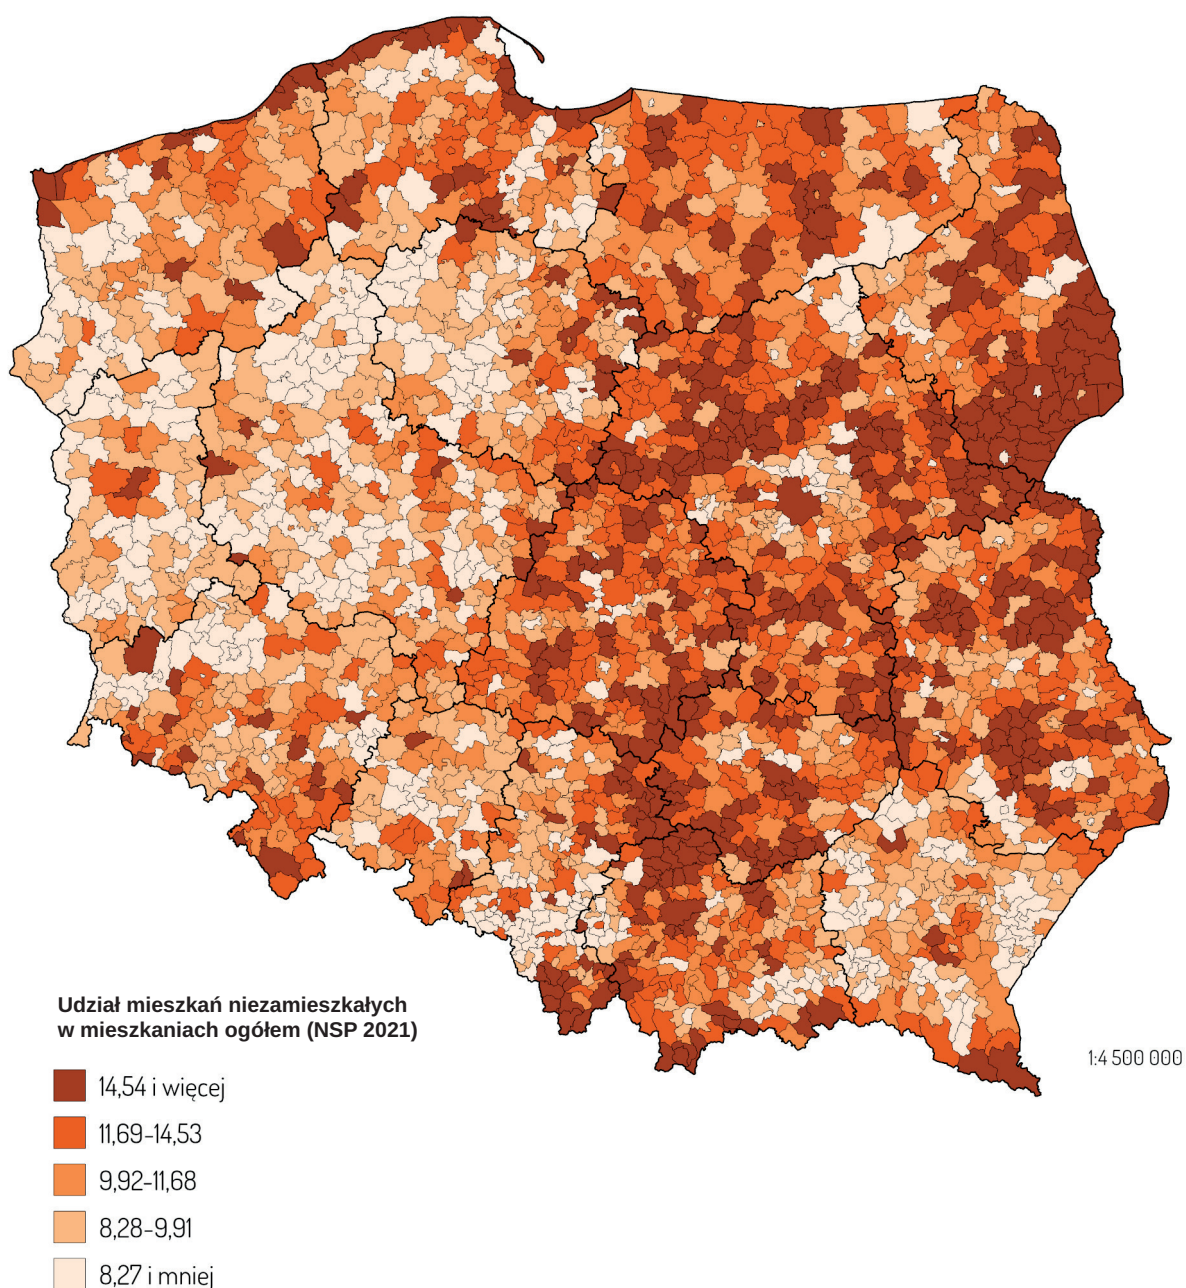 Udział mieszkań niezamieszkałych
w mieszkaniach ogółem (NSP 2021)
1:4 500 000
14,54 i więcej
11,69-14,53
9,92-11,68
8,28-9,91
8,27 i mniej